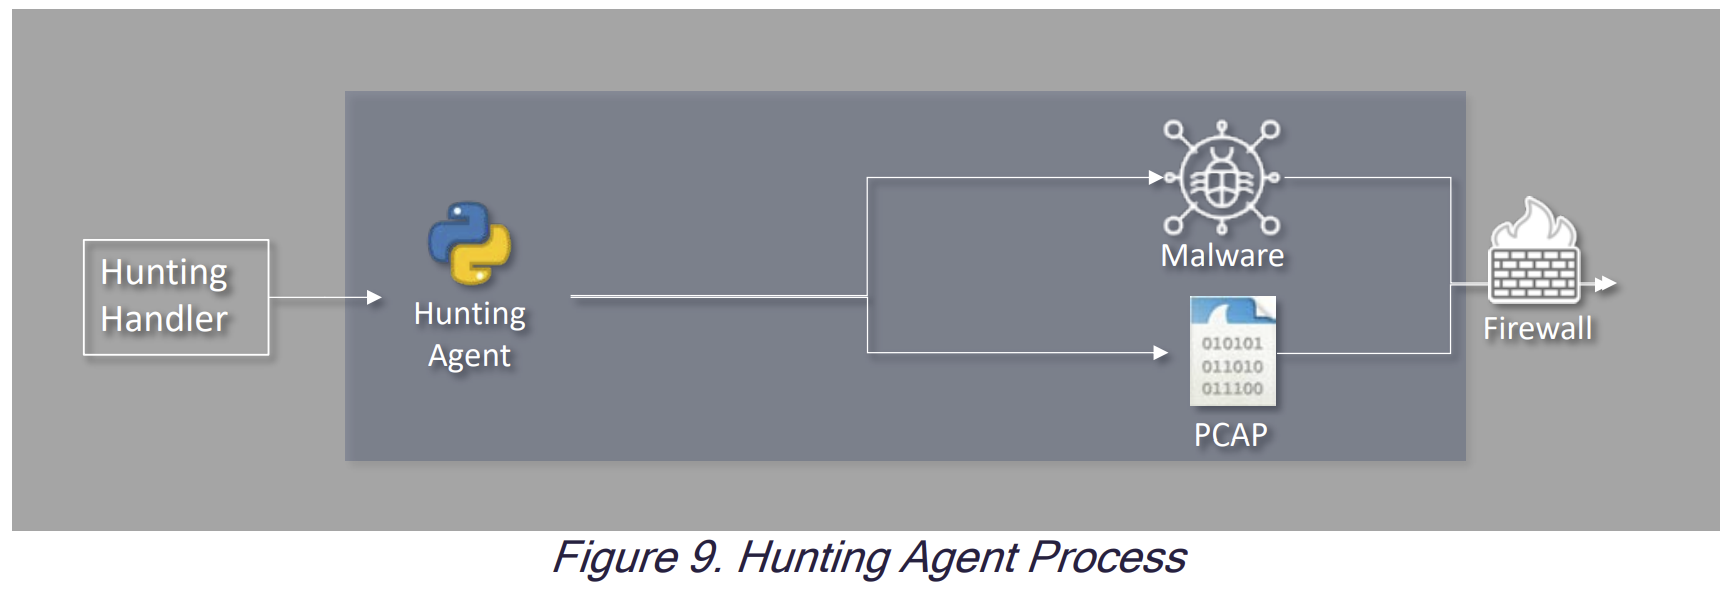 Hunting
Handler
Hunting
Agent
Malware
010101
011010
011100
PCAP
Firewall
Figure 9. Hunting Agent Process